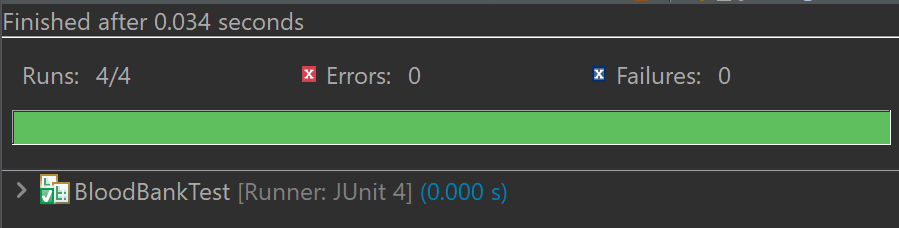 Finished after 0.034 seconds
Runs: 4/4 Errors: 0 Failures: 0
BloodBankTest [Runner: JUnit 4] (0.000 s)